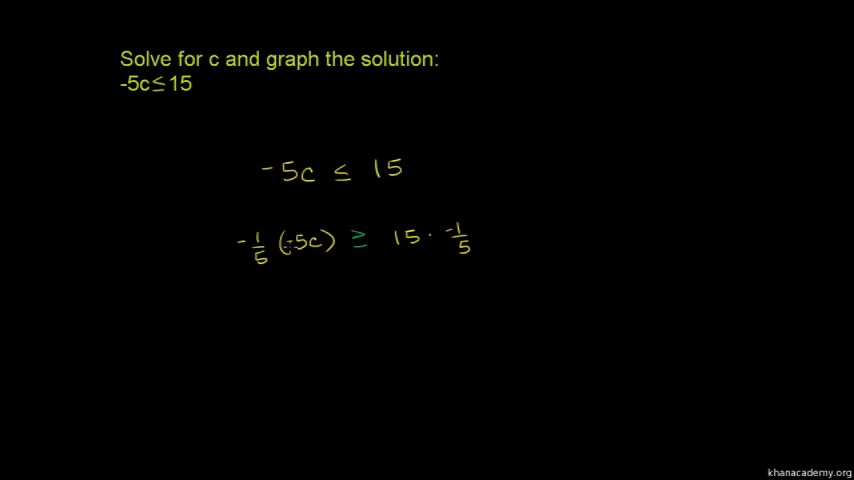 Solve for c and graph the solution:
-5c≤15
-5c ≤ 15
-1/5 (-5c) ≥ 15 · -1/5
khanacademy.org